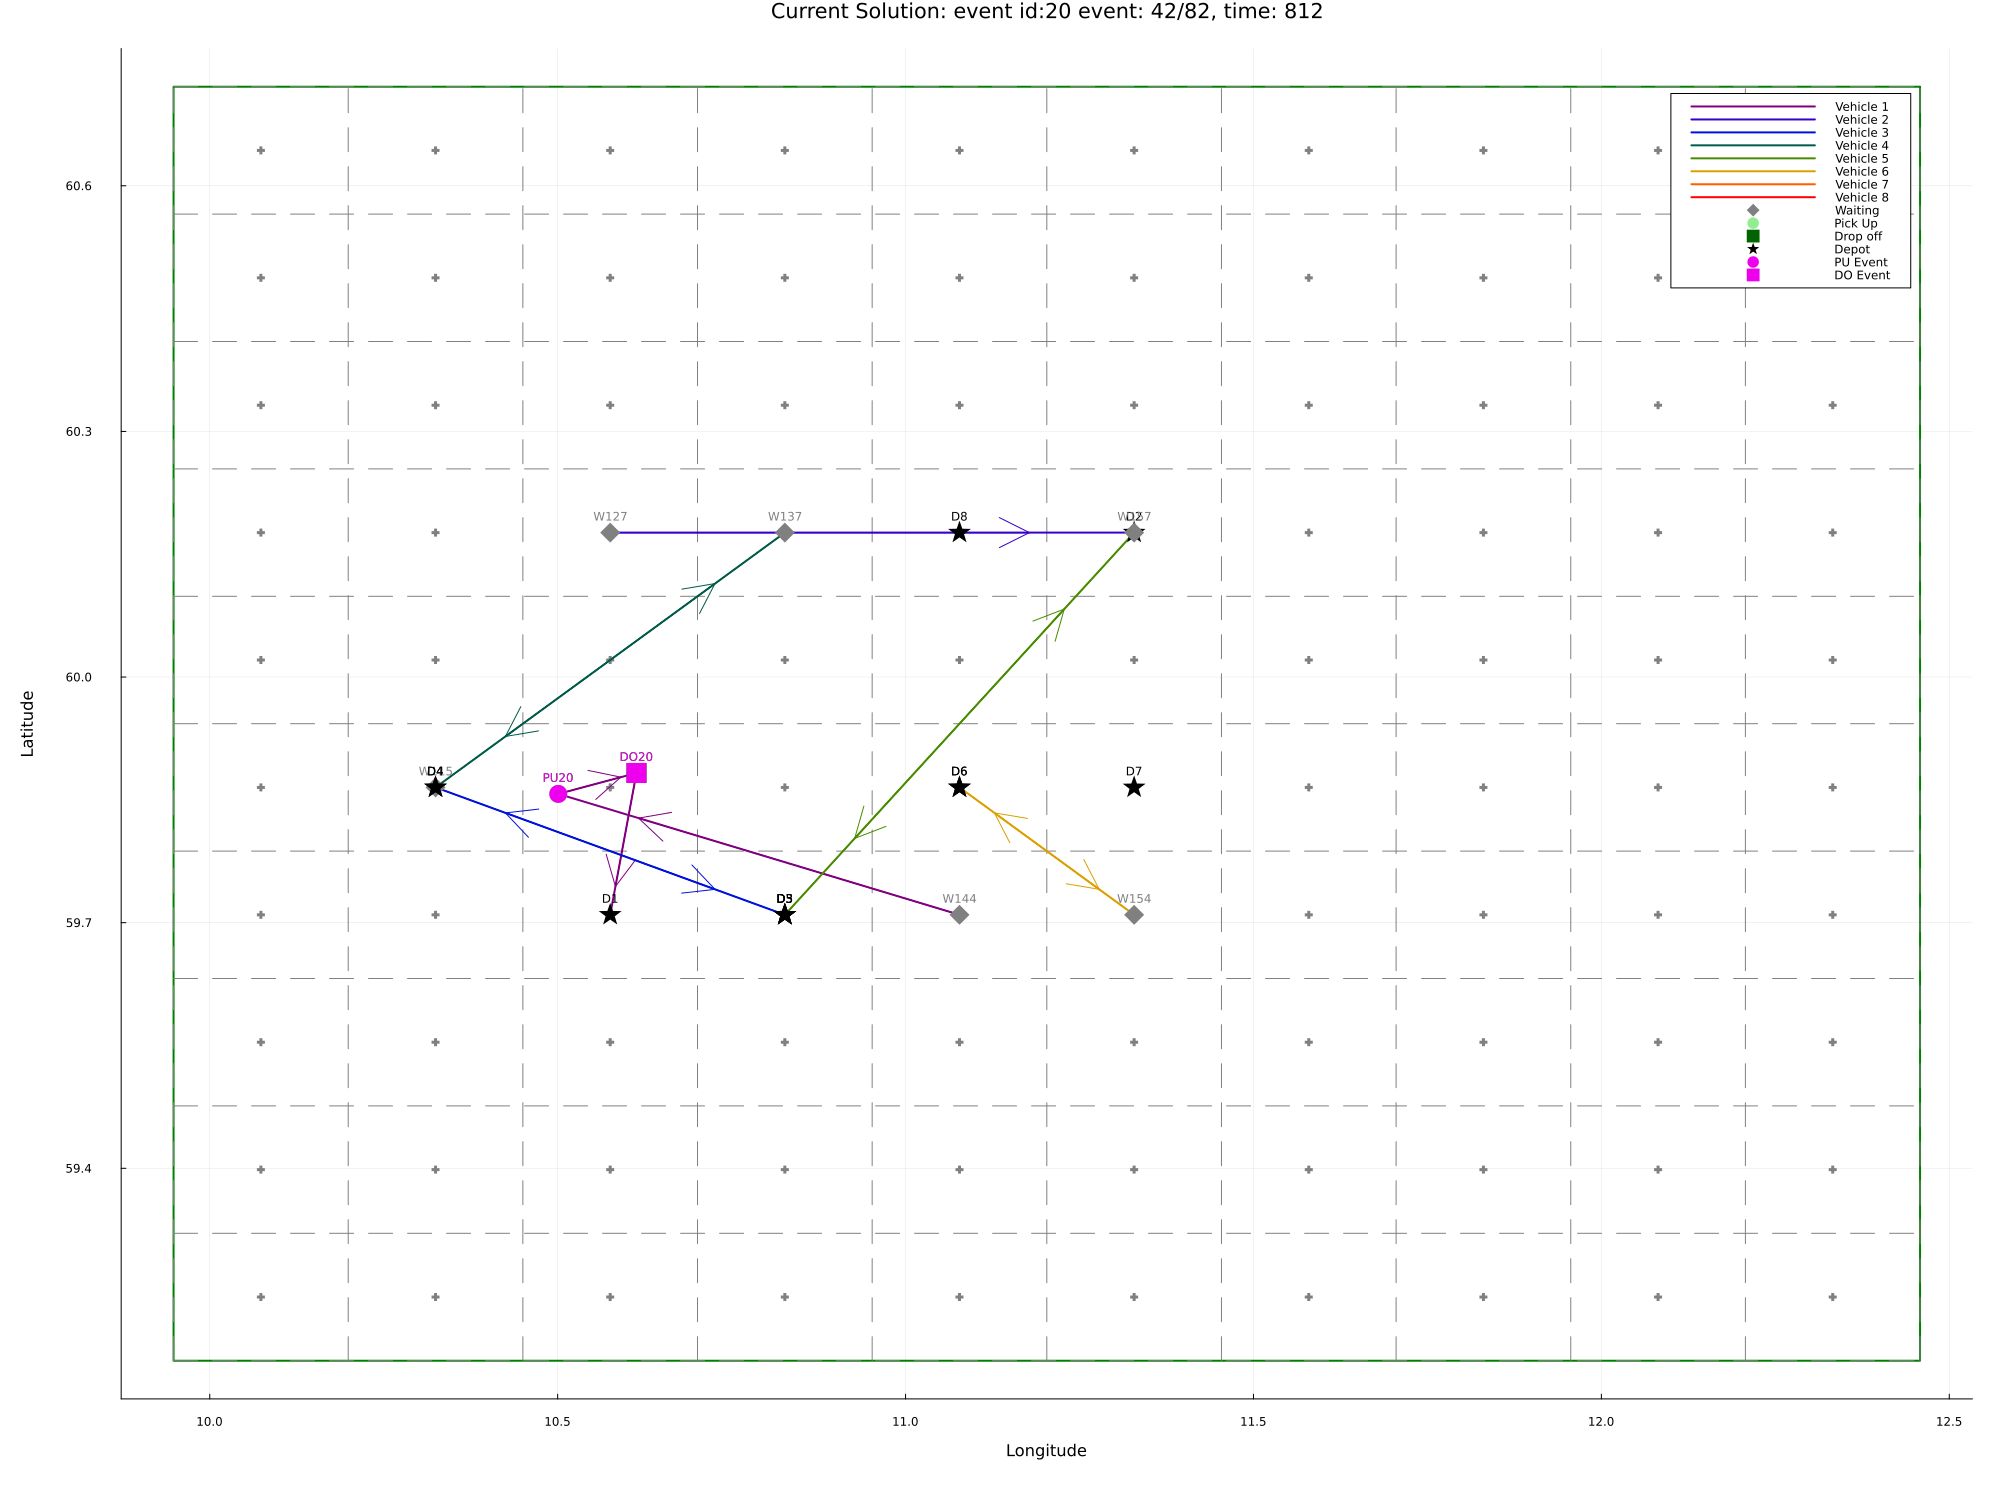 Current Solution: event id:20 event: 42/82, time: 812
Vehicle 1
Vehicle 2
Vehicle 3
Vehicle 4
Vehicle 5
Vehicle 6
Vehicle 7
Vehicle 8
Waiting
Pick Up
Drop off
Depot
PU Event
DO Event
60.6
60.3
60.0
59.7
59.4
Latitude
W127
W137
D8
D2
D4
PU20
DO20
D6
D7
D1
W144
W154
10.0
10.5
11.0
11.5
12.0
12.5
Longitude